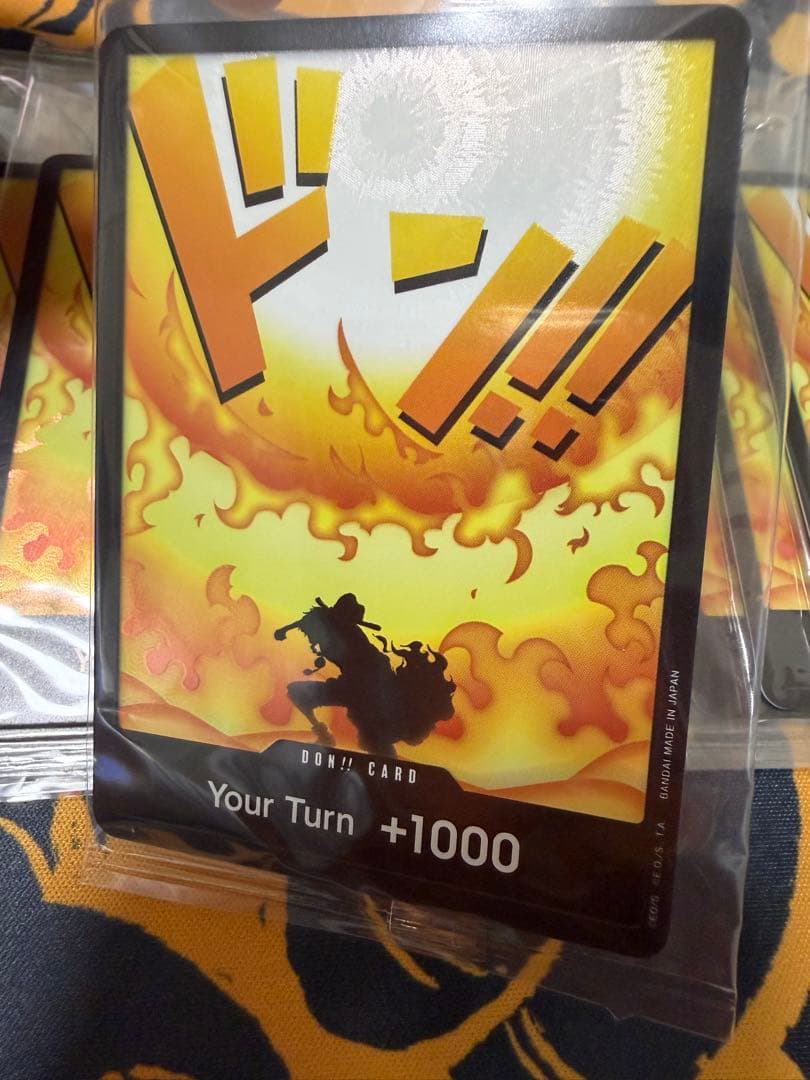 ドン!!
DON!! CARD
Your Turn +1000
BANDAI MADE IN JAPAN